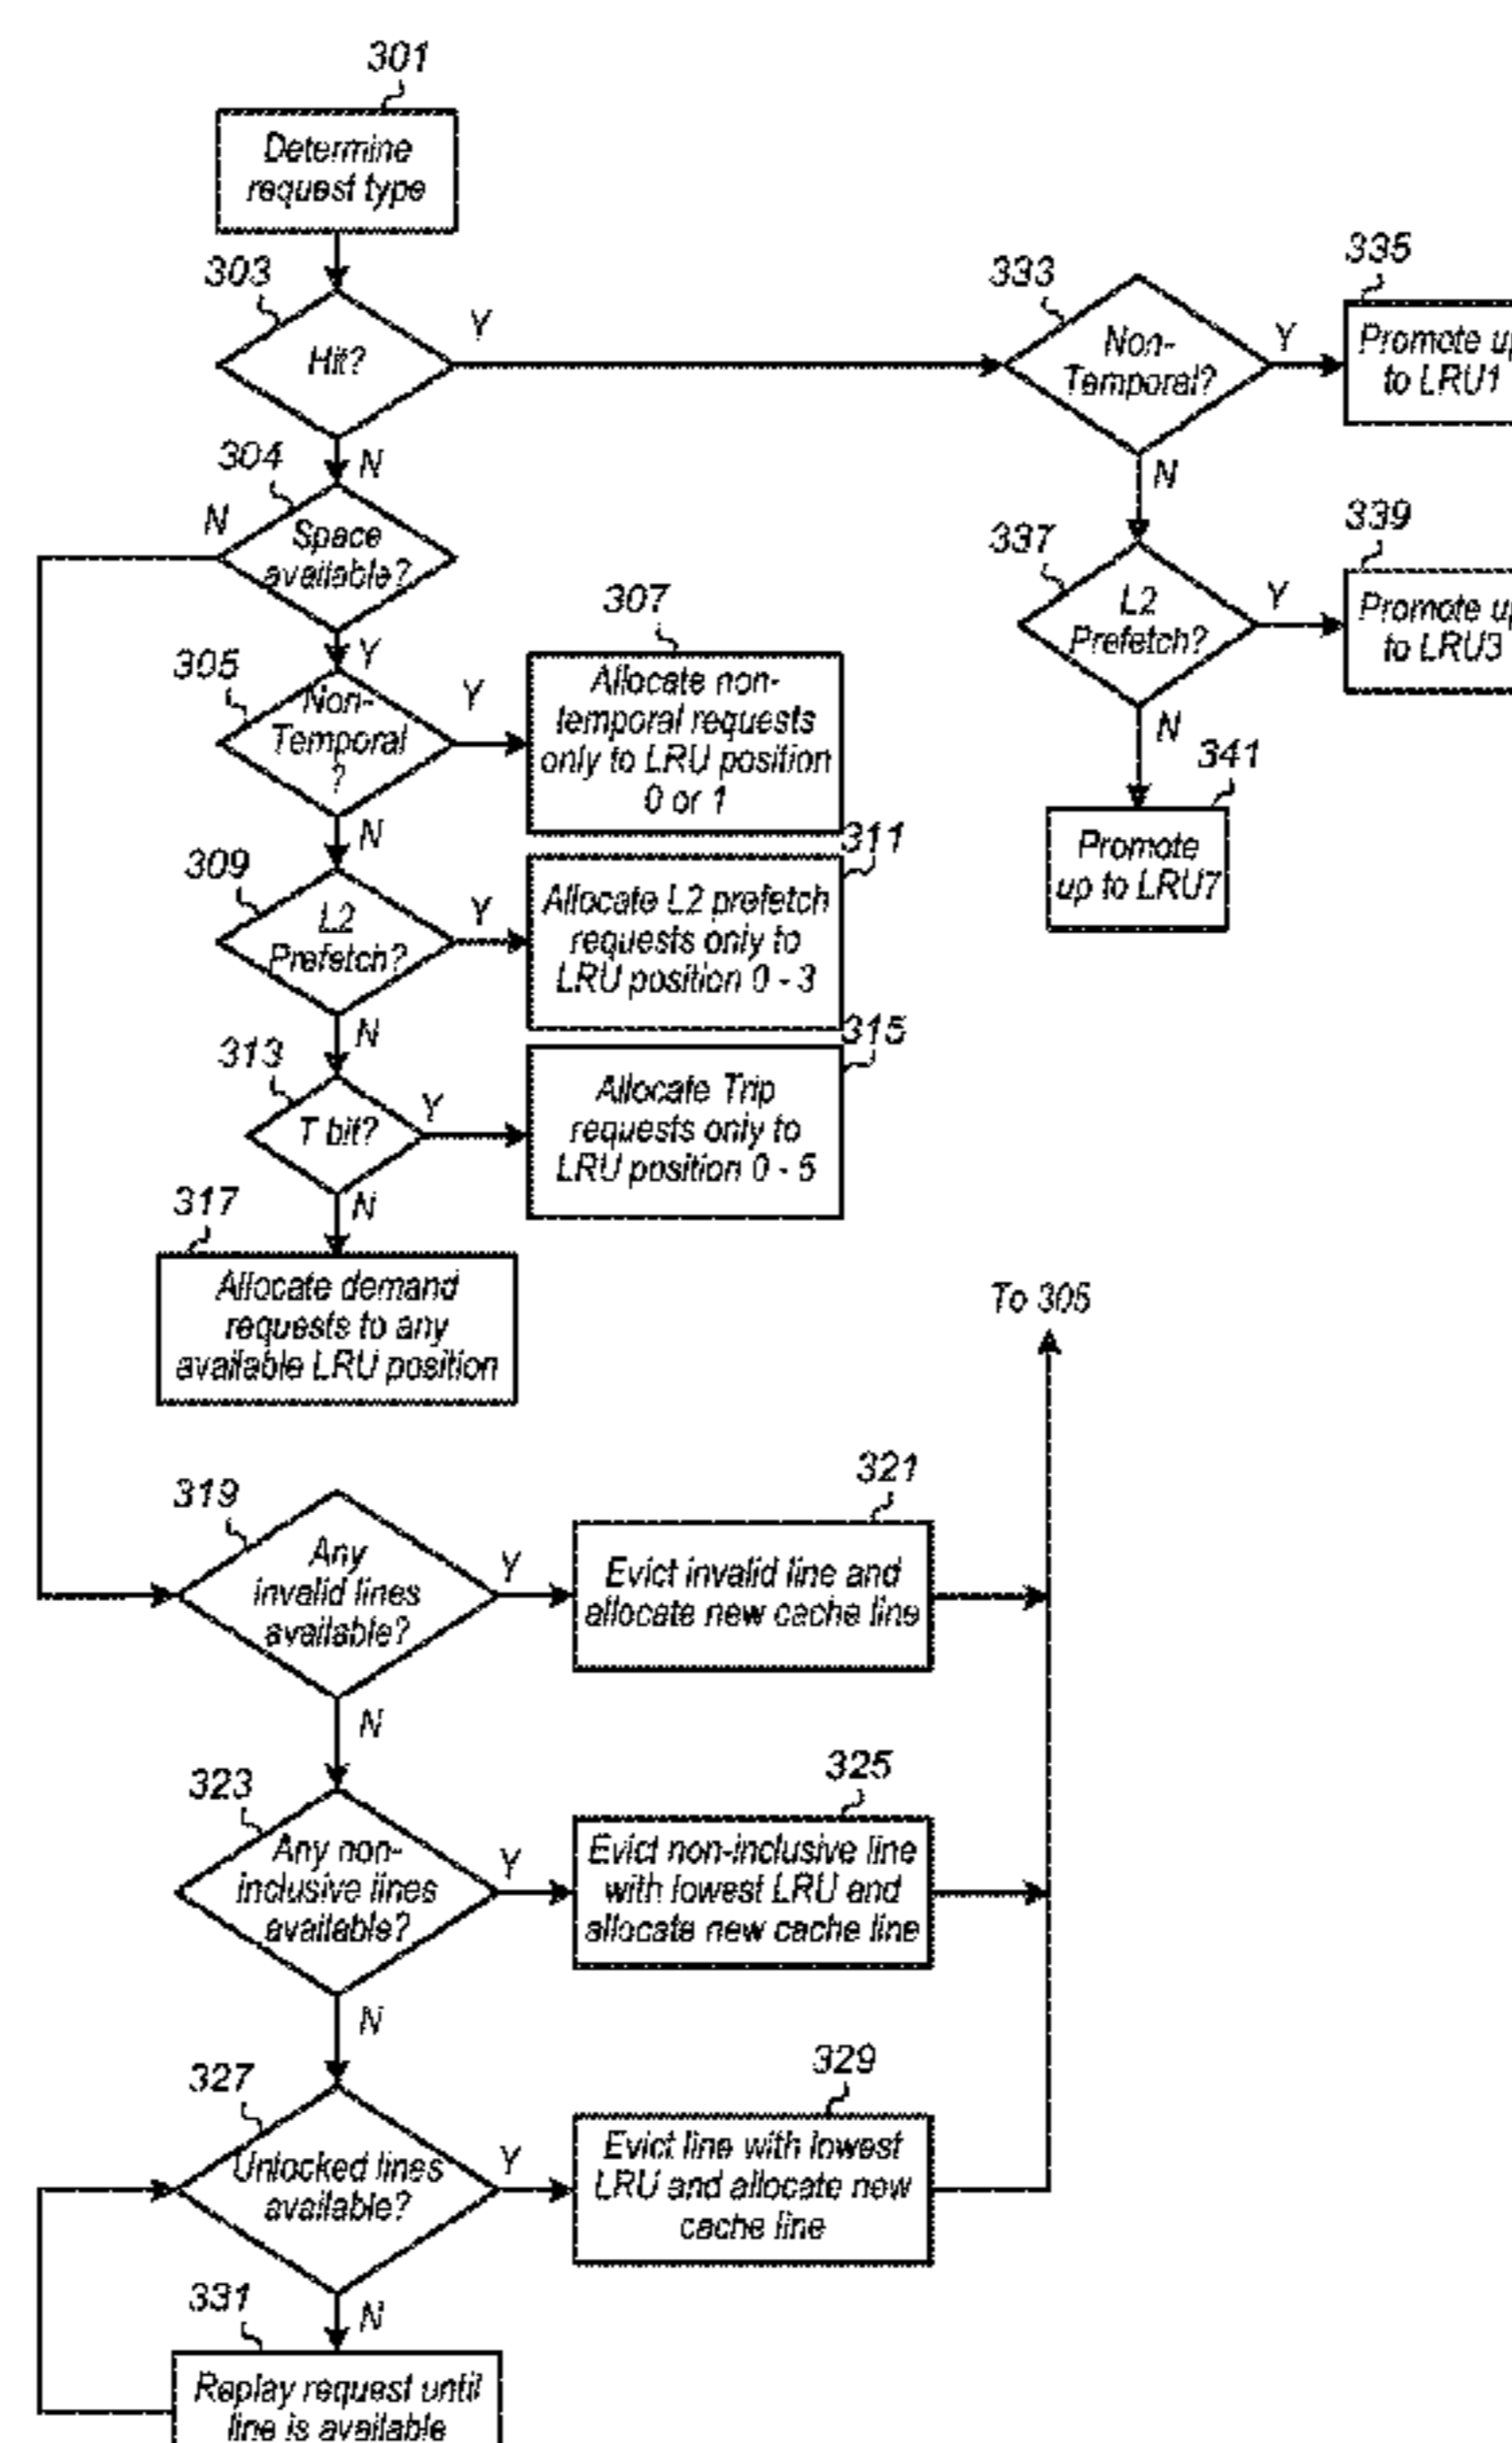 301
Determine
request type
303
Hit?
Y
N
333
Non-
Temporal?
Y
N
335
Promote up
to LRU1
304
Space
available?
N
Y
337
L2
Prefetch?
Y
N
339
Promote up
to LRU3
341
Promote
up to LRU7
305
Non-
Temporal
?
Y
N
307
Allocate non-
temporal requests
only to LRU position
0 or 1
309
L2
Prefetch?
Y
N
311
Allocate L2 prefetch
requests only to
LRU position 0 - 3
313
T bit?
Y
N
315
Allocate Trip
requests only to
LRU position 0 - 5
317
Allocate demand
requests to any
available LRU position
To 305
319
Any
invalid lines
available?
Y
N
321
Evict invalid line and
allocate new cache line
323
Any non-
inclusive lines
available?
Y
N
325
Evict non-inclusive line
with lowest LRU and
allocate new cache line
327
Unlocked lines
available?
Y
N
329
Evict line with lowest
LRU and allocate new
cache line
331
Replay request until
line is available